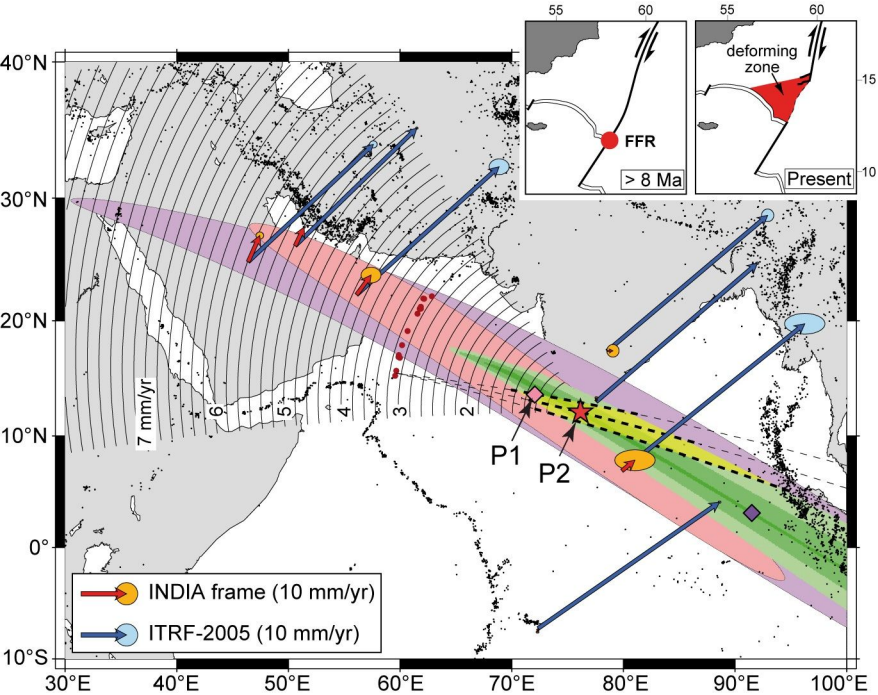 55 60
55 60
deforming
zone
15
FFR
10
> 8 Ma
Present
40°N
30°N
20°N
10°N
0°
10°S
7 mm/yr
6
5
4
3
2
P1
P2
INDIA frame (10 mm/yr)
ITRF-2005 (10 mm/yr)
30°E 40°E 50°E 60°E 70°E 80°E 90°E 100°E